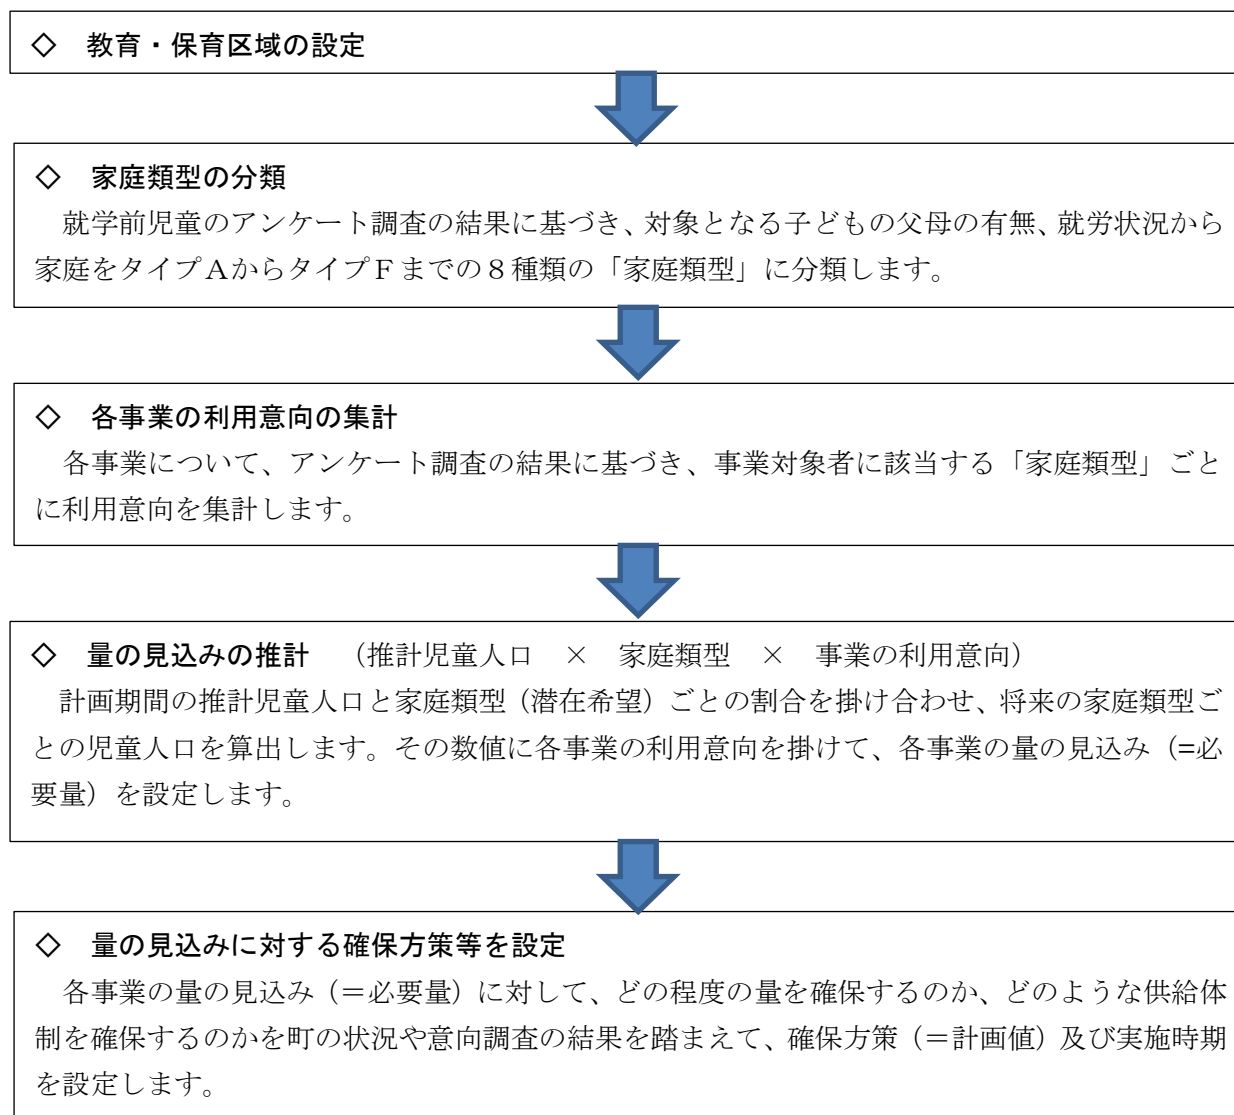 ◇　教育・保育区域の設定
◇　家庭類型の分類
就学前児童のアンケート調査の結果に基づき、対象となる子どもの父母の有無、就労状況から
家庭をタイプＡからタイプＦまでの８種類の「家庭類型」に分類します。
◇　各事業の利用意向の集計
各事業について、アンケート調査の結果に基づき、事業対象者に該当する「家庭類型」ごと
に利用意向を集計します。
◇　量の見込みの推計　（推計児童人口　×　家庭類型　×　事業の利用意向）
計画期間の推計児童人口と家庭類型（潜在希望）ごとの割合を掛け合わせ、将来の家庭類型ご
との児童人口を算出します。その数値に各事業の利用意向を掛けて、各事業の量の見込み（=必
要量）を設定します。
◇　量の見込みに対する確保方策等を設定
各事業の量の見込み（＝必要量）に対して、どの程度の量を確保するのか、どのような供給体
制を確保するのかを町の状況や意向調査の結果を踏まえて、確保方策（＝計画値）及び実施時期
を設定します。